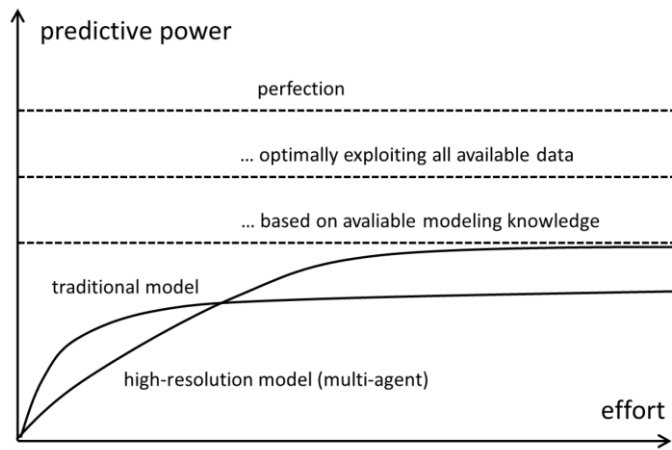 predictive power
perfection
... optimally exploiting all available data
... based on avaliable modeling knowledge
traditional model
high-resolution model (multi-agent)
effort